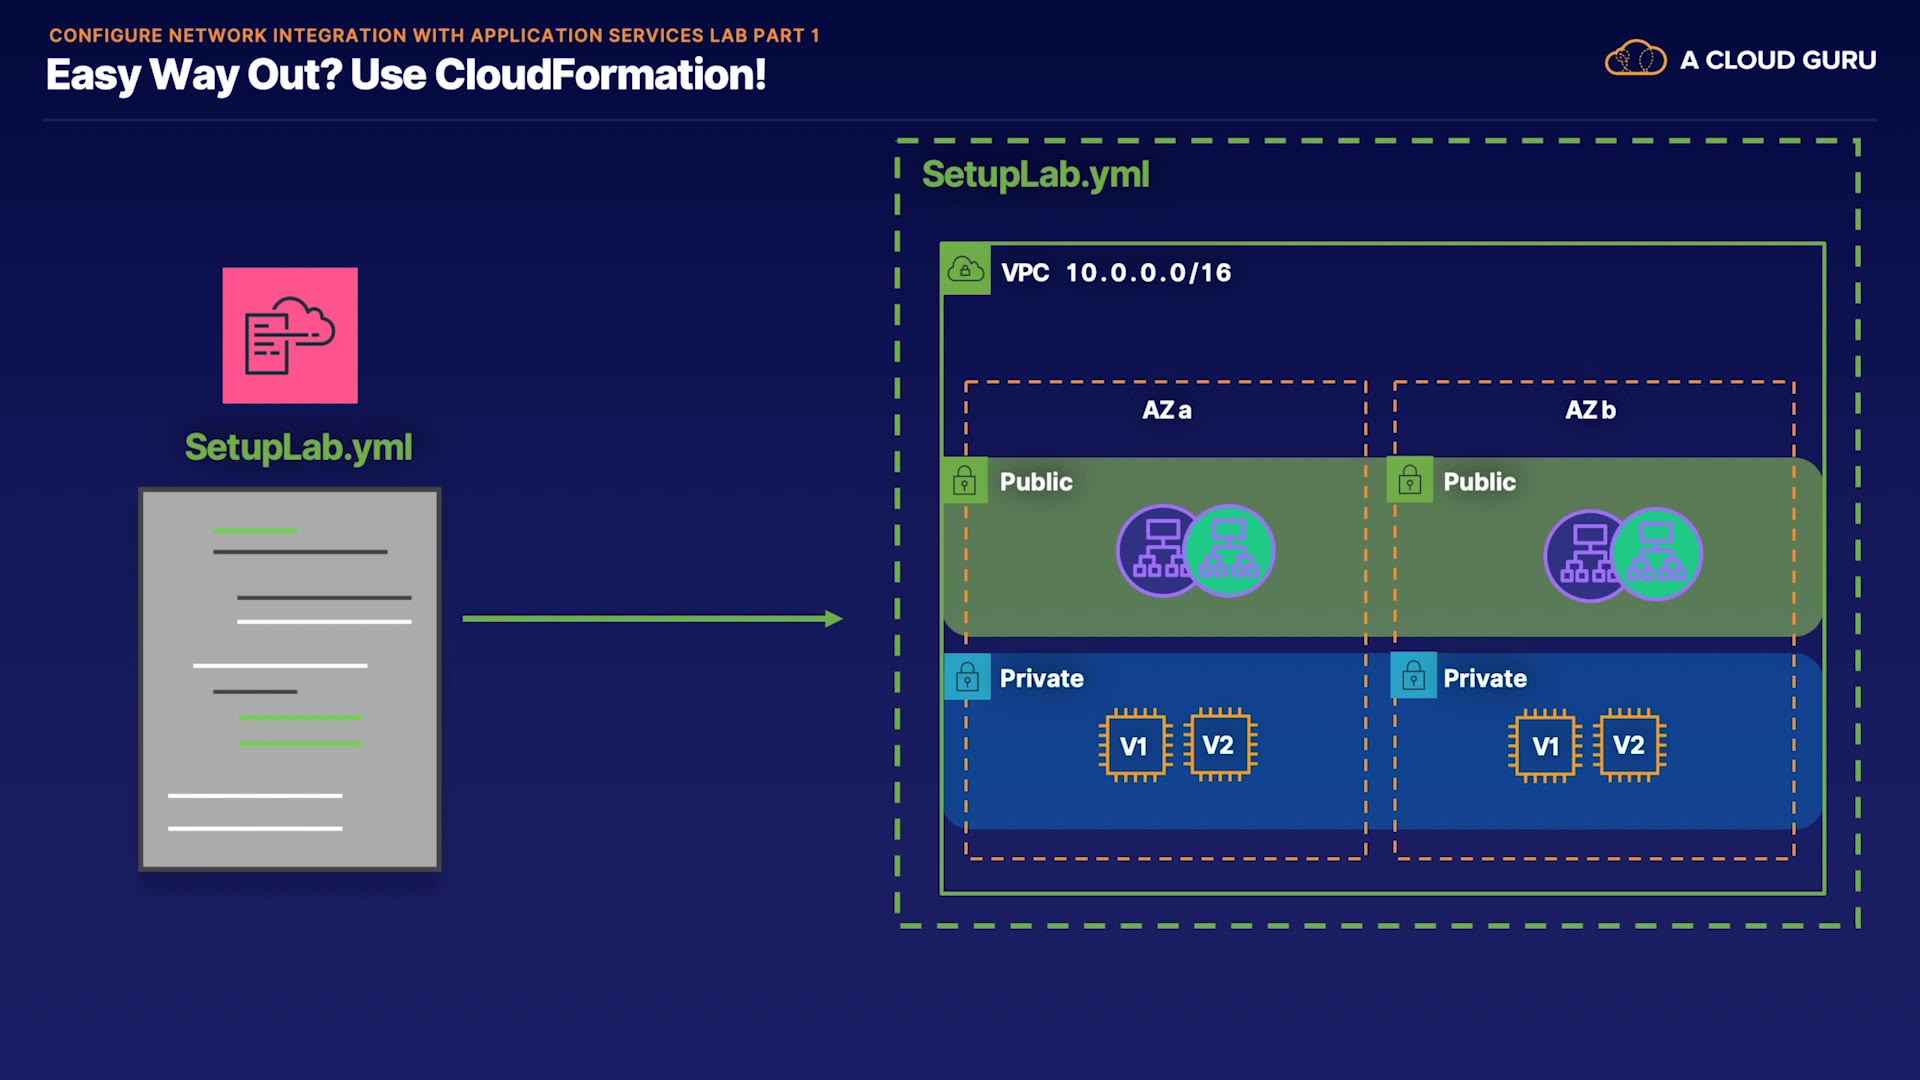 CONFIGURE NETWORK INTEGRATION WITH APPLICATION SERVICES LAB PART 1
Easy Way Out? Use CloudFormation!
A CLOUD GURU
SetupLab.yml
SetupLab.yml
VPC 10.0.0.0/16
AZ a
AZ b
Public
Public
Private
Private
V1
V2
V1
V2